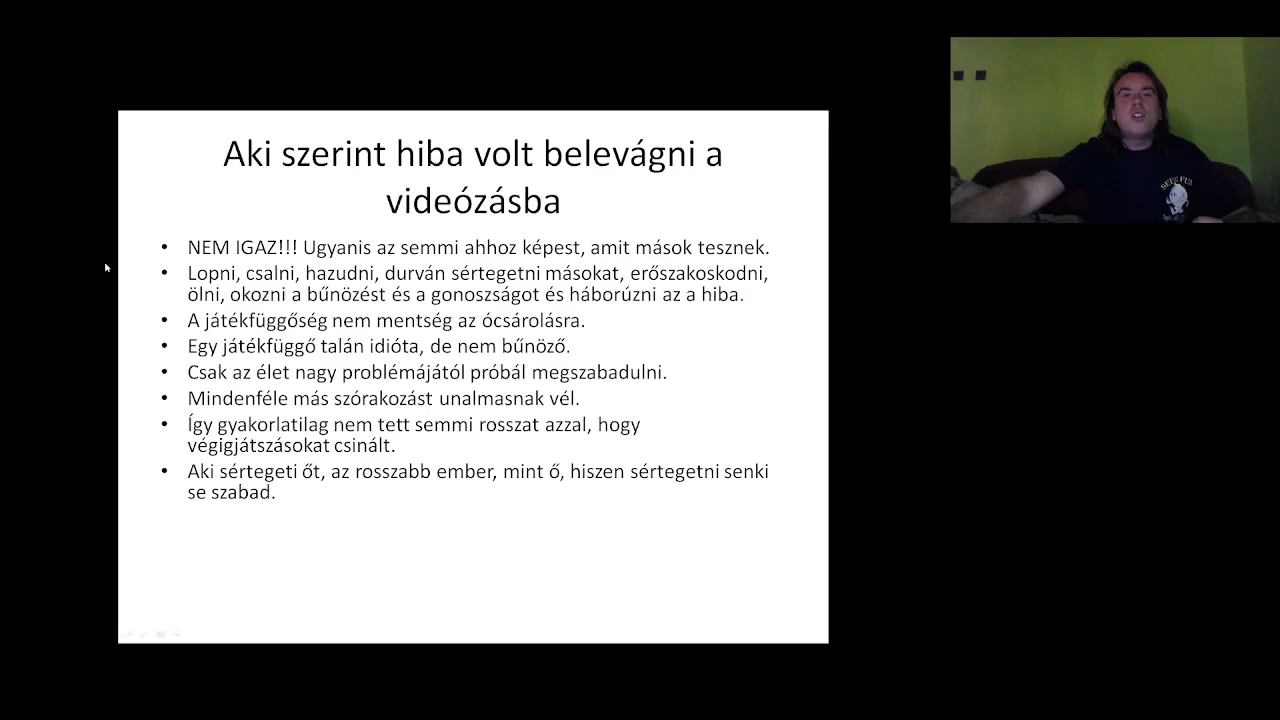 Aki szerint hiba volt belevágni a
videózásba
• NEM IGAZ!!! Ugyanis az semmi ahhoz képest, amit mások tesznek.
• Lopni, csalni, hazudni, durván sértegetni másokat, erőszakoskodni,
ölni, okozni a bűnözést és a gonoszságot és háborúzni az a hiba.
• A játékfüggőség nem mentség az ócsárolásra.
• Egy játékfüggő talán idióta, de nem bűnöző.
• Csak az élet nagy problémájától próbál megszabadulni.
• Mindenféle más szórakozást unalmasnak vél.
• Így gyakorlatilag nem tett semmi rosszat azzal, hogy
végigjátszásokat csinált.
• Aki sértegeti őt, az rosszabb ember, mint ő, hiszen sértegetni senki
se szabad.